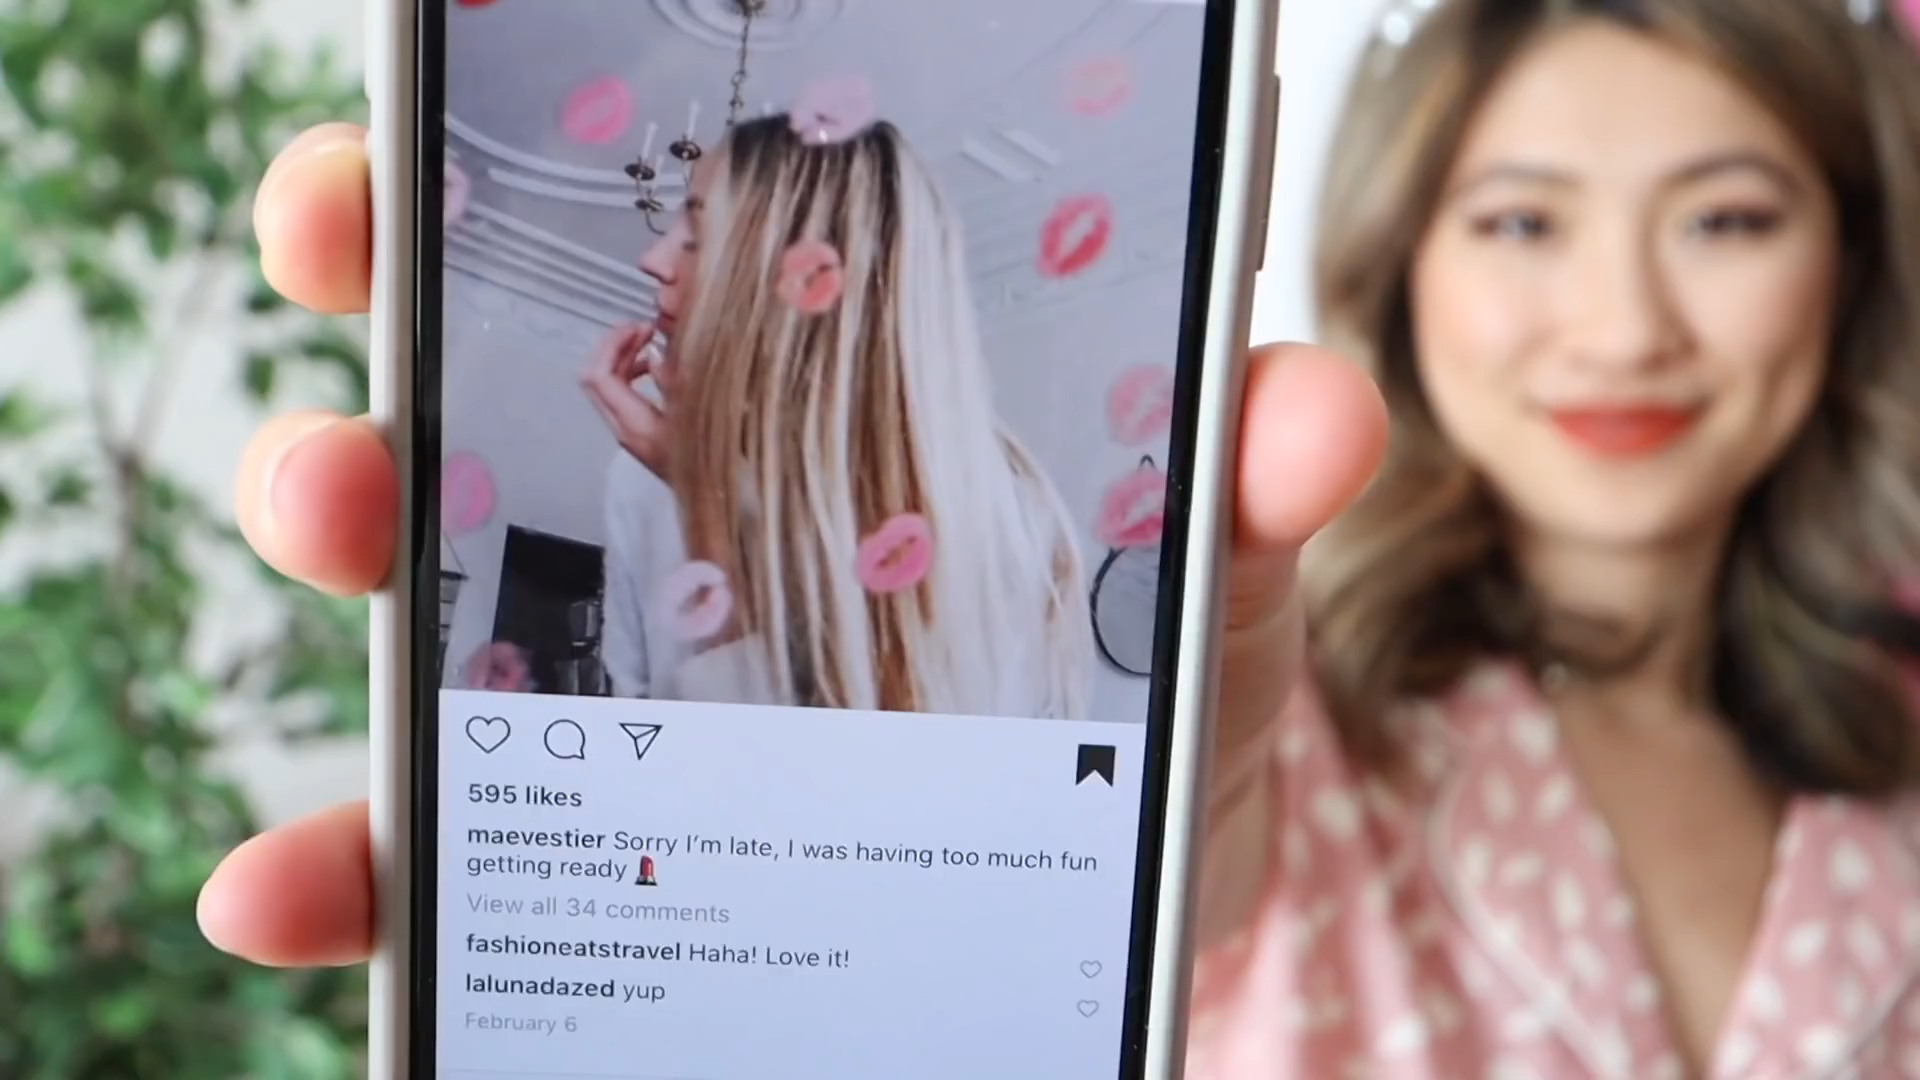 595 likes
maevestier Sorry I'm late, I was having too much fun
getting ready 💄
View all 34 comments
fashioneatstravel Haha! Love it!
lalunadazed yup
February 6